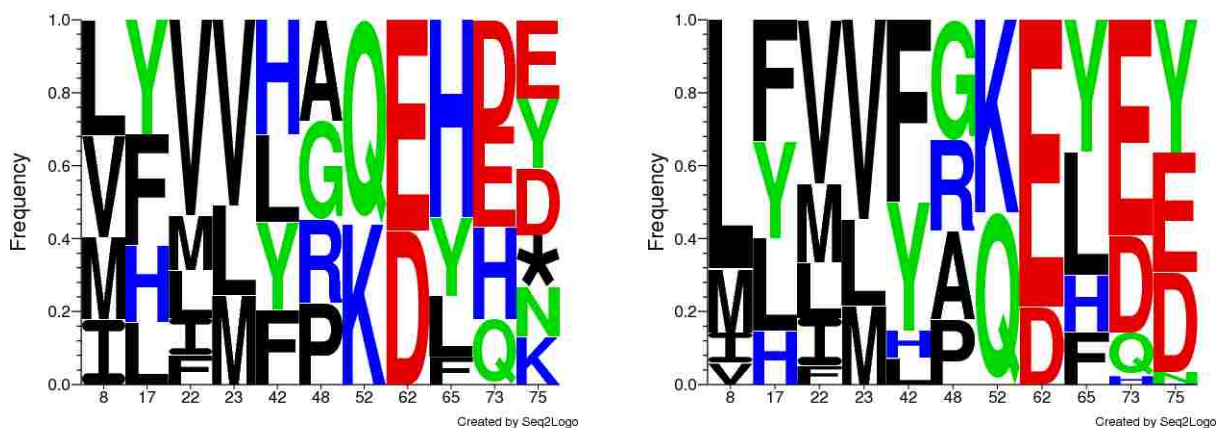 Frequency
1.0
0.8
0.6
0.4
0.2
0.0
L V M I
Y F H L
W M L I F
W L M
H L Y F
A G R P
Q K
E D
H Y L F
D E H Q
E Y D * N K
8 17 22 23 42 48 52 62 65 73 75
Created by Seq2Logo
Frequency
1.0
0.8
0.6
0.4
0.2
0.0
L M I V
F Y L H
W M L I F
W L M
F Y H L
G R A P
K Q
E D
Y L H F
E D Q H
Y E D N
8 17 22 23 42 48 52 62 65 73 75
Created by Seq2Logo